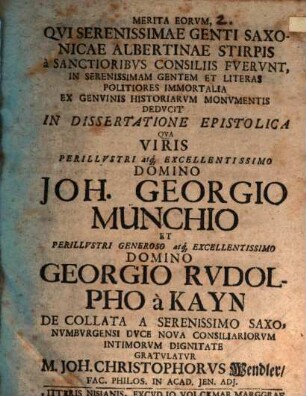 MERITA EORVM, 2.
QVI SERENISSIMAE GENTI SAXO-
NICAE ALBERTINAE STIRPIS
à SANCTIORIBVS CONSILIIS FVERVNT,
IN SERENISSIMAM GENTEM ET LITERAS
POLITIORES IMMORTALIA
EX GENVINIS HISTORIARVM MONVMENTIS
DEDVCIT
IN DISSERTATIONE EPISTOLICA
QVA
VIRIS
PERILLVSTRI atq; EXCELLENTISSIMO
DOMINO
JOH. GEORGIO
MUNCHIO
ET
PERILLVSTRI GENEROSO atq; EXCELLENTISSIMO
DOMINO
GEORGIO RVDOL-
PHO à KAYN
DE COLLATA A SERENISSIMO SAXO,
NVMBVRGENSI DVCE NOVA CONSILIARIORVM
INTIMORVM DIGNITATE
GRATVLATVR
M. JOH. CHRISTOPHORVS Wendler/
FAC. PHILOS. IN ACAD. JEN. ADJ.
LITTERIS NISIANIS, EXCVD. IO. VOLCKMAR MARGGRAF